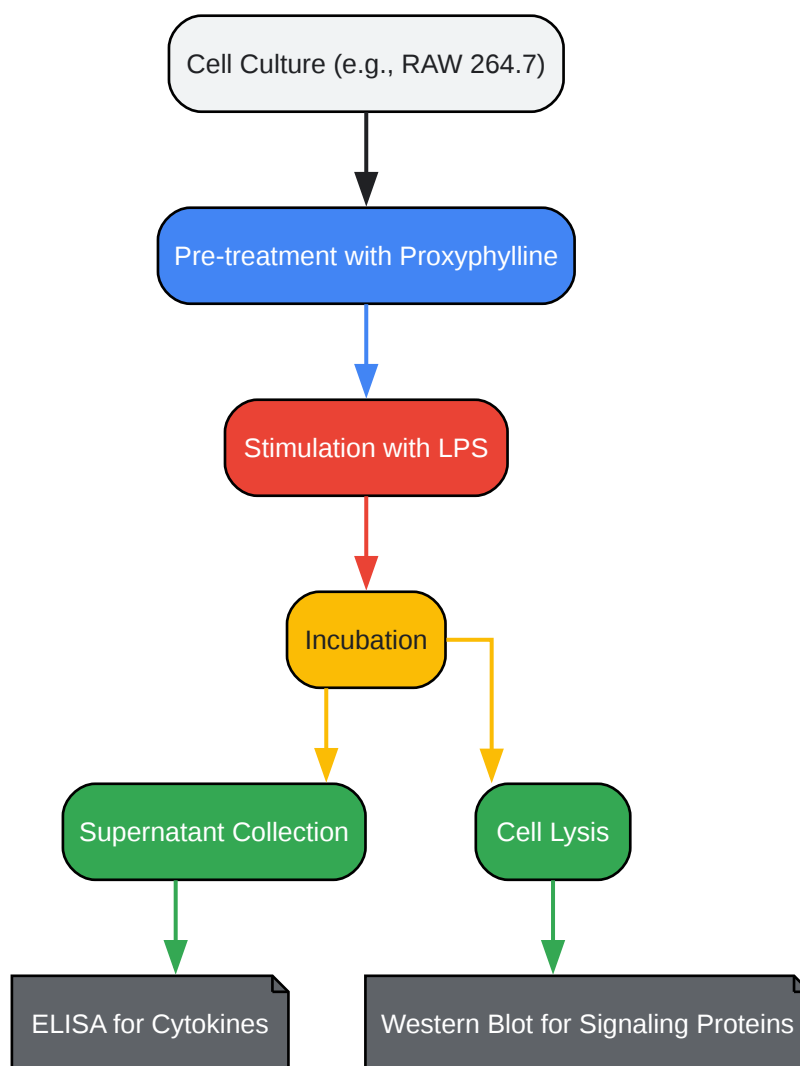 Cell Culture (e.g., RAW 264.7)
Pre-treatment with Proxyphylline
Stimulation with LPS
Incubation
Supernatant Collection
Cell Lysis
ELISA for Cytokines
Western Blot for Signaling Proteins